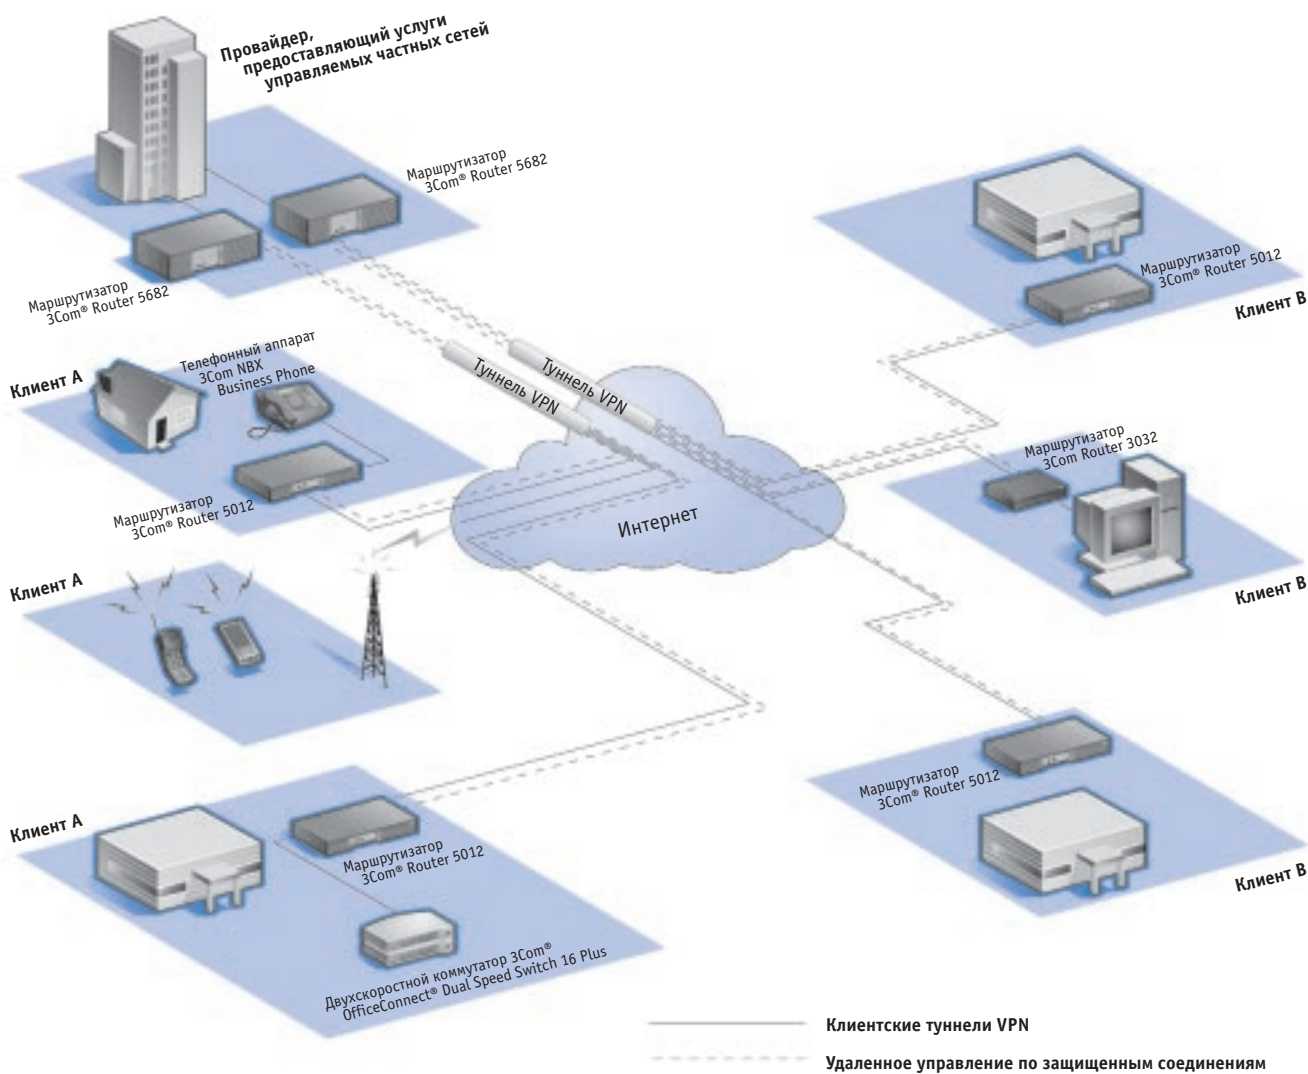 Провайдер,
предоставляющий услуги
управляемых частных сетей
Маршрутизатор
3Com® Router 5682
Маршрутизатор
3Com® Router 5682
Маршрутизатор
3Com® Router 5012
Клиент B
Клиент A
Телефонный аппарат
3Com NBX
Business Phone
Туннель VPN
Туннель VPN
Маршрутизатор
3Com® Router 5012
Интернет
Маршрутизатор
3Com Router 3032
Клиент B
Клиент A
Маршрутизатор
3Com® Router 5012
Клиент B
Клиент A
Маршрутизатор
3Com® Router 5012
Двухскоростной коммутатор 3Com®
OfficeConnect® Dual Speed Switch 16 Plus
Клиентские туннели VPN
Удаленное управление по защищенным соединениям